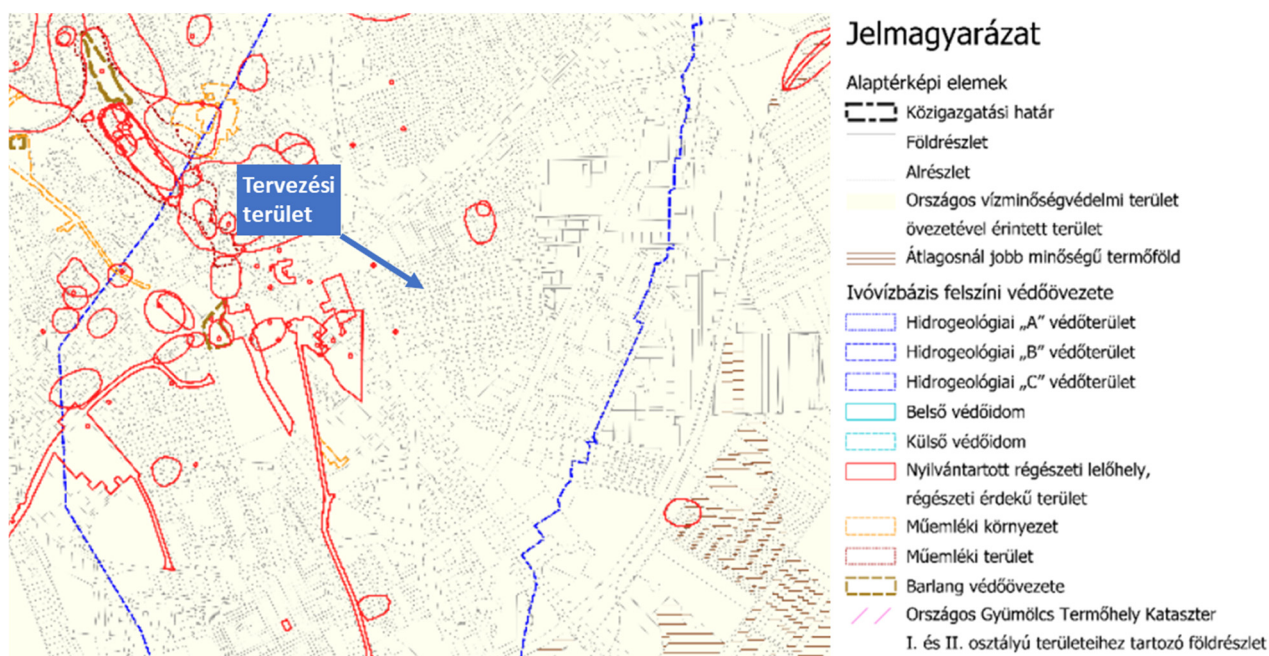 Tervezési
terület
Jelmagyarázat
Alaptérképi elemek
Közigazgatási határ
Földrészlet
Alrészlet
Országos vízminőségvédelmi terület
övezetével érintett terület
Átlagosnál jobb minőségű termőföld
Ivóvízbázis felszíni védőövezete
Hidrogeológiai „A” védőterület
Hidrogeológiai „B” védőterület
Hidrogeológiai „C” védőterület
Belső védőidom
Külső védőidom
Nyilvántartott régészeti lelőhely,
régészeti érdekű terület
Műemléki környezet
Műemléki terület
Barlang védőövezete
Országos Gyümölcs Termőhely Kataszter
I. és II. osztályú területeihez tartozó földrészlet